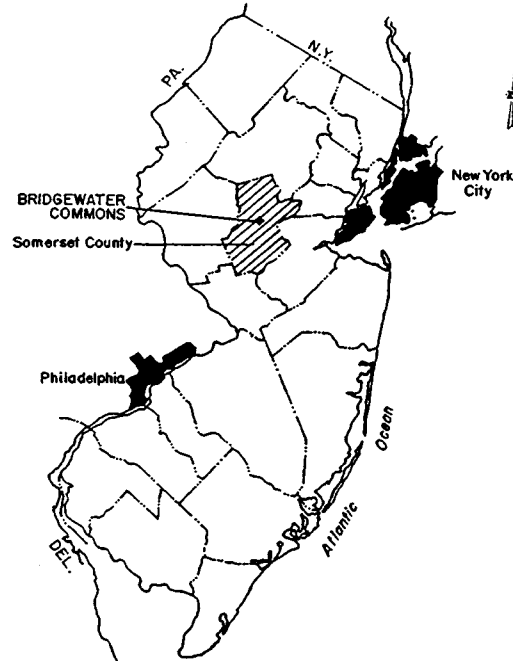 N.Y.
PA.
New York
City
BRIDGEWATER
COMMONS
Somerset County
Philadelphia
Ocean
Atlantic
DEL.